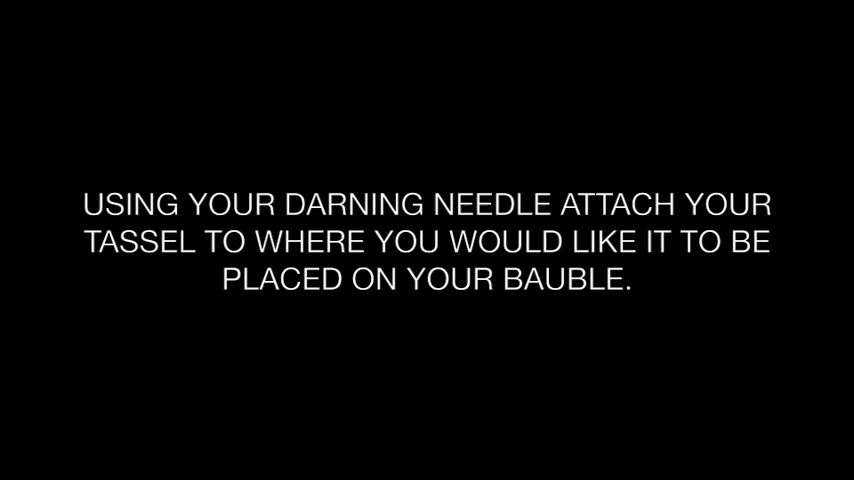 USING YOUR DARNING NEEDLE ATTACH YOUR
TASSEL TO WHERE YOU WOULD LIKE IT TO BE
PLACED ON YOUR BAUBLE.